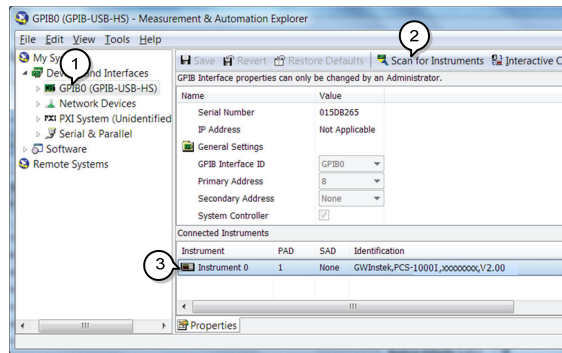 GPIB0 (GPIB-USB-HS) - Measurement & Automation Explorer
File Edit View Tools Help
2
My Sy
1
Devi and Interfaces
GPIB0 (GPIB-USB-HS)
Network Devices
PXI PXI System (Unidentified
Serial & Parallel
Software
Remote Systems
Save Revert Restore Defaults Scan for Instruments Interactive C
GPIB Interface properties can only be changed by an Administrator.
Name Value
Serial Number 015DB265
IP Address Not Applicable
General Settings
GPIB Interface ID GPIB0
Primary Address 8
Secondary Address None
System Controller
Connected Instruments
Instrument PAD SAD Identification
3
Instrument 0 1 None GWInstek,PCS-1000I,xxxxxxxx,V2.00
Properties